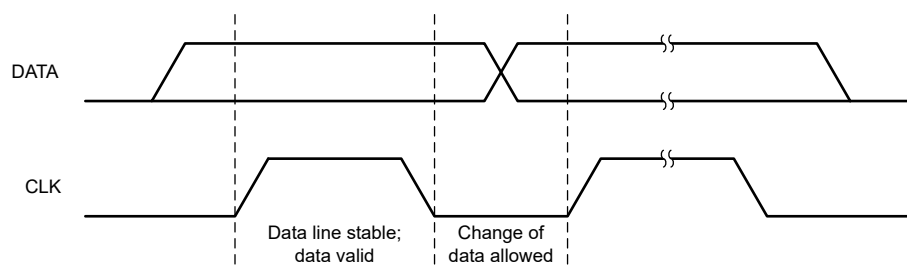 DATA
CLK
Data line stable;
data valid
Change of
data allowed